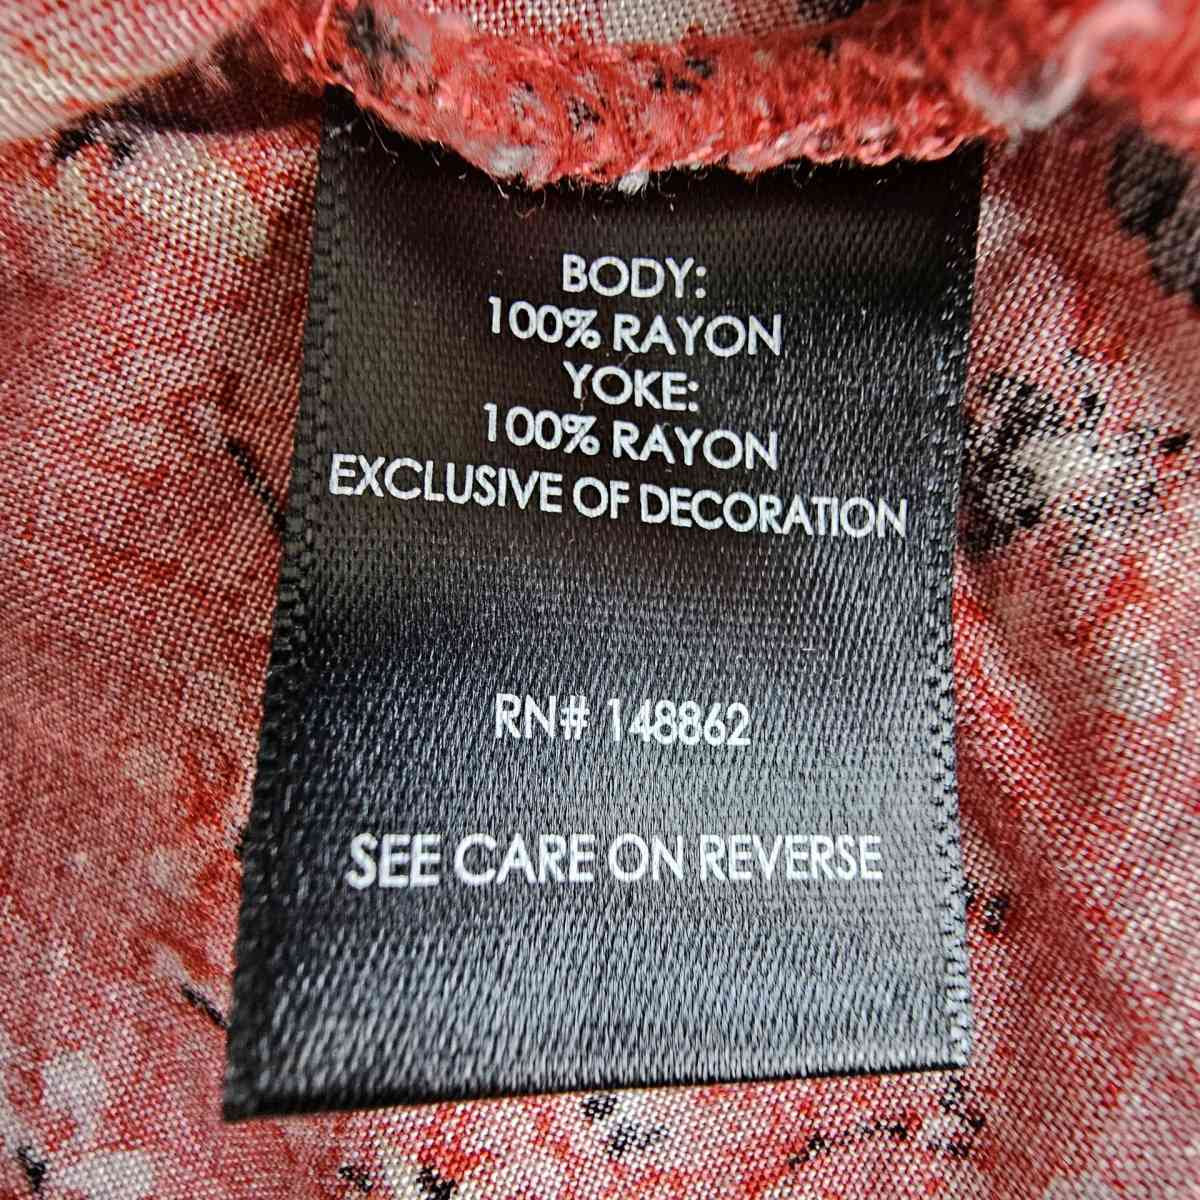 BODY:
100% RAYON
YOKE:
100% RAYON
EXCLUSIVE OF DECORATION
RN# 148862
SEE CARE ON REVERSE